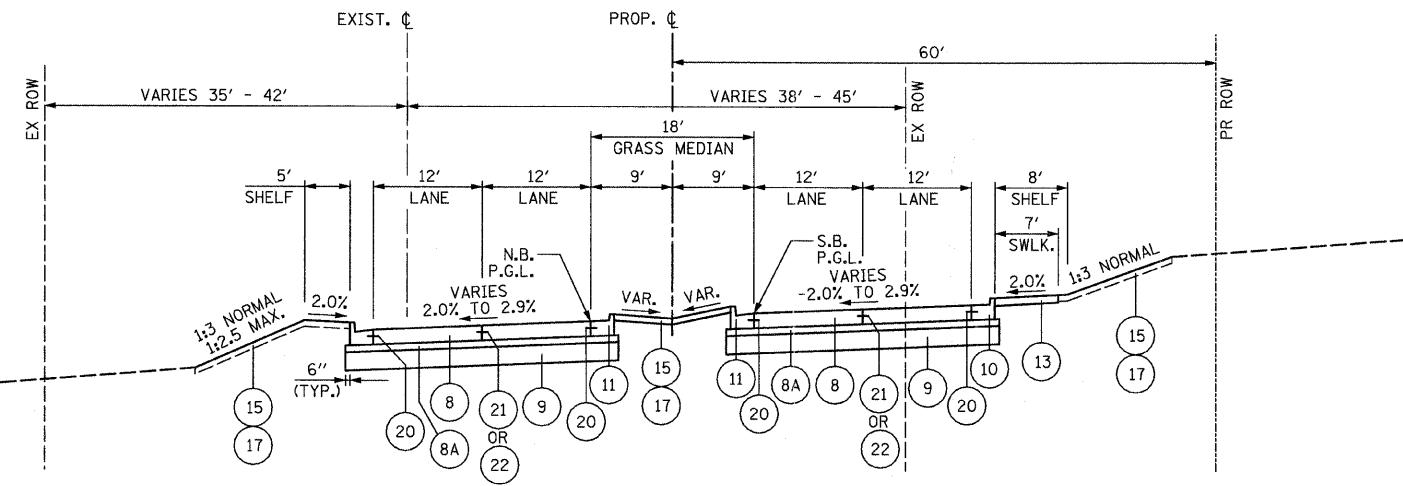 EXIST. ℄
PROP. ℄
60'
EX ROW
VARIES 35' - 42'
VARIES 38' - 45'
EX ROW
PR ROW
18'
GRASS MEDIAN
5'
SHELF
12'
LANE
12'
LANE
9'
9'
12'
LANE
12'
LANE
8'
SHELF
7'
SWLK.
N.B.
P.G.L.
S.B.
P.G.L.
1:3 NORMAL
1:2.5 MAX.
2.0%
VARIES
2.0% TO 2.9%
VAR.
VAR.
VARIES
-2.0% TO 2.9%
2.0%
1:3 NORMAL
6"
(TYP.)
15
17
20
8
8A
21
OR
22
9
20
11
15
17
11
20
8A
8
21
OR
22
9
20
10
13
15
17